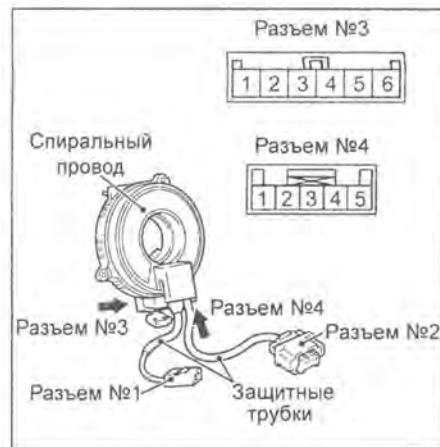 Разъем №3
1 2 3 4 5 6
Спиральный
провод
Разъем №4
1 2 3 4 5
Разъем №3
Разъем №4
Разъем №2
Разъем №1
Защитные
трубки